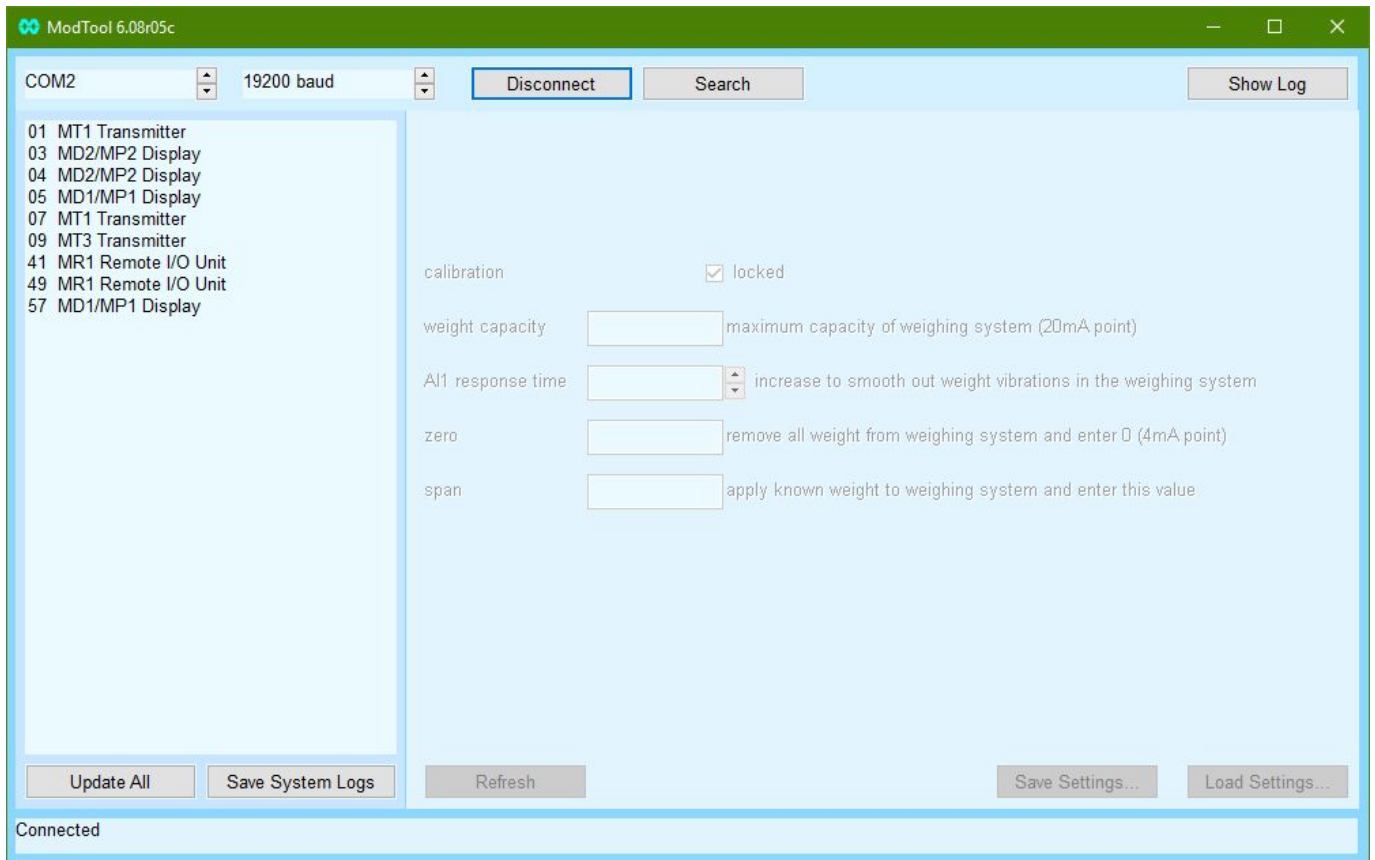 ModTool 6.08r05c
COM2 19200 baud Disconnect Search Show Log
01 MT1 Transmitter
03 MD2/MP2 Display
04 MD2/MP2 Display
05 MD1/MP1 Display
07 MT1 Transmitter
09 MT3 Transmitter
41 MR1 Remote I/O Unit
49 MR1 Remote I/O Unit
57 MD1/MP1 Display
calibration locked
weight capacity maximum capacity of weighing system (20mA point)
AI1 response time increase to smooth out weight vibrations in the weighing system
zero remove all weight from weighing system and enter 0 (4mA point)
span apply known weight to weighing system and enter this value
Update All Save System Logs Refresh Save Settings... Load Settings...
Connected